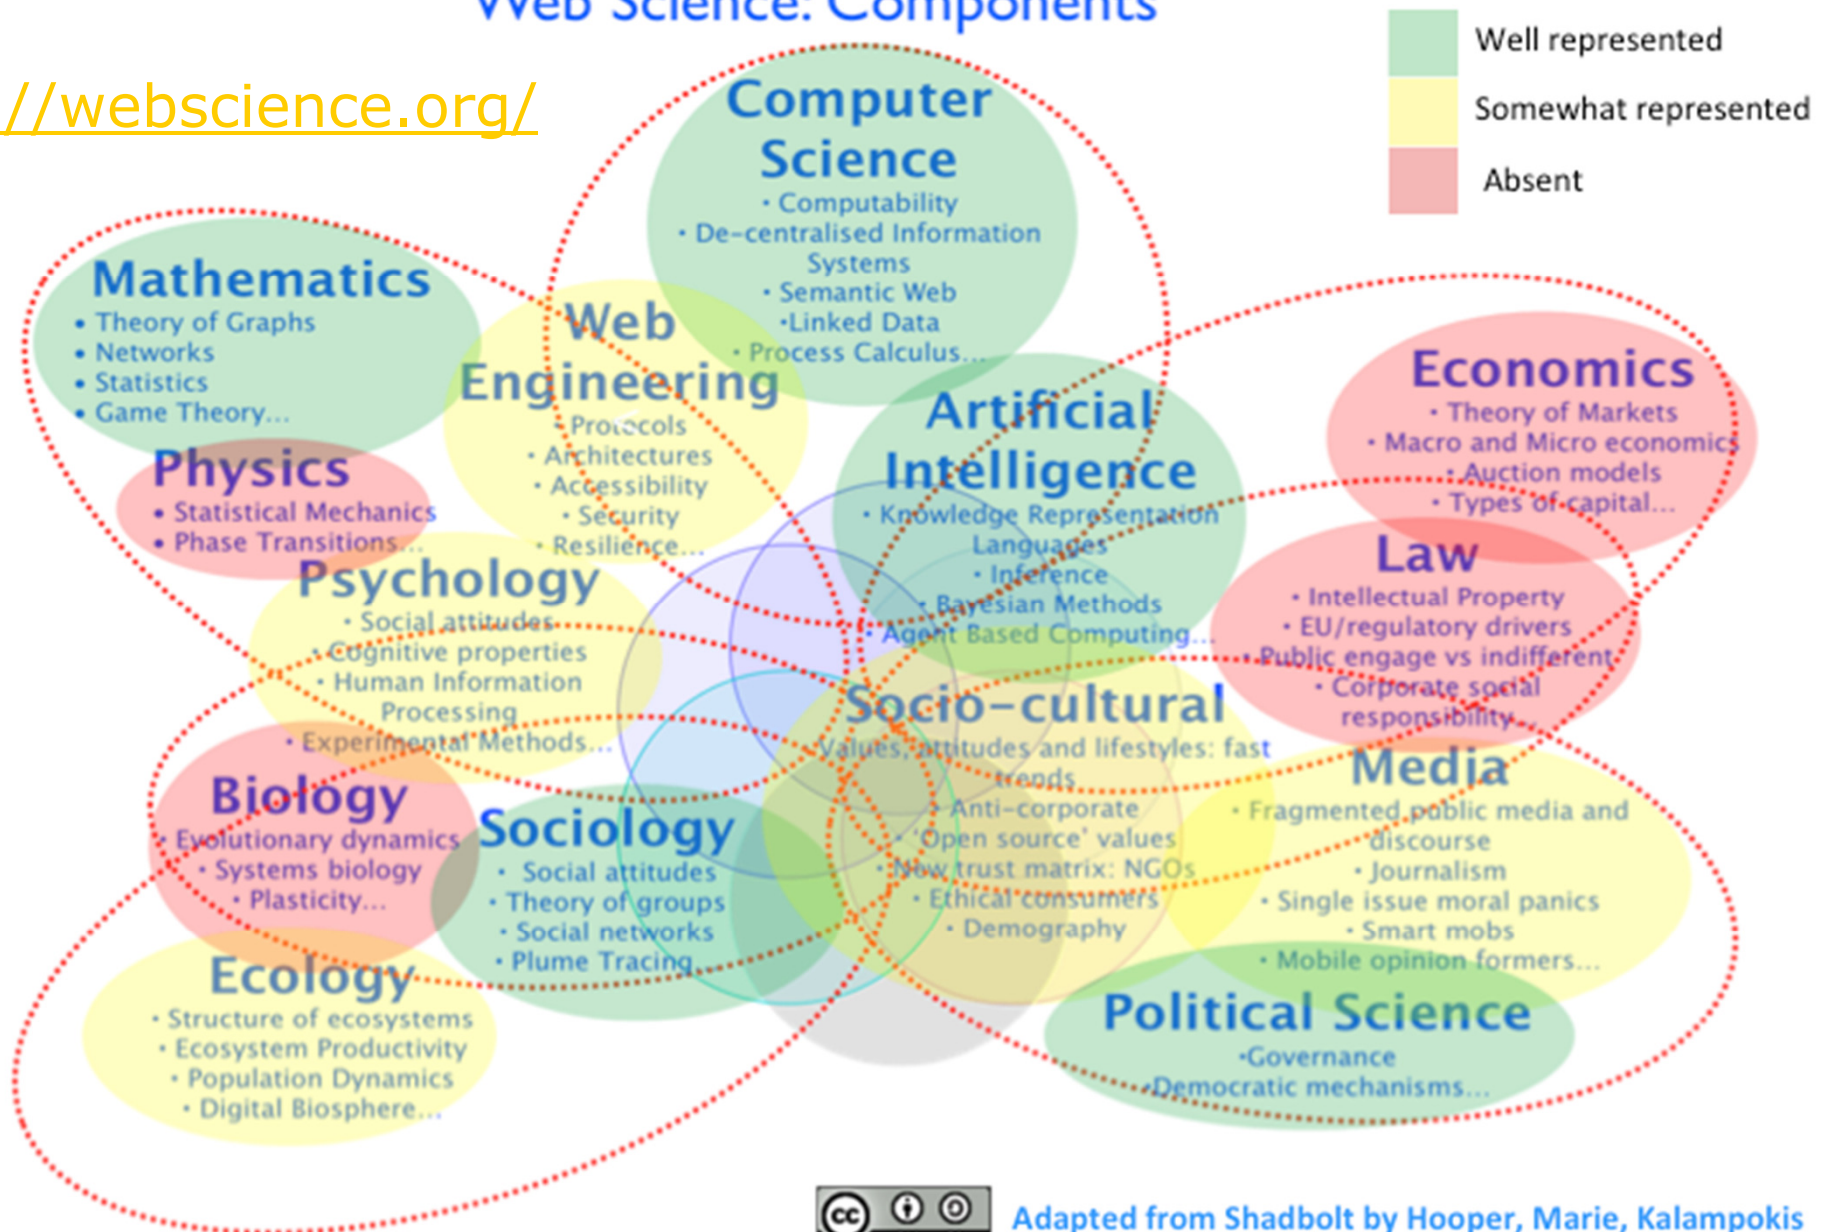 Web Science: Components
//webscience.org/
Well represented
Somewhat represented
Absent
Computer
Science
• Computability
• De-centralised Information
Systems
• Semantic Web
•Linked Data
• Process Calculus...
Mathematics
• Theory of Graphs
• Networks
• Statistics
• Game Theory...
Web
Engineering
• Protocols
• Architectures
• Accessibility
• Security
• Resilience...
Artificial
Intelligence
• Knowledge Representation
Languages
• Inference
• Bayesian Methods
• Agent Based Computing...
Economics
• Theory of Markets
• Macro and Micro economics
• Auction models
• Types of capital...
Physics
• Statistical Mechanics
• Phase Transitions...
Law
• Intellectual Property
• EU/regulatory drivers
• Public engage vs indifferent
• Corporate social
responsibility...
Psychology
• Social attitudes
• Cognitive properties
• Human Information
Processing
• Experimental Methods...
Socio-cultural
Values, attitudes and lifestyles: fast
trends
• Anti-corporate
• 'Open source' values
• New trust matrix: NGOs
• Ethical consumers
• Demography
Media
• Fragmented public media and
discourse
• Journalism
• Single issue moral panics
• Smart mobs
• Mobile opinion formers...
Biology
• Evolutionary dynamics
• Systems biology
• Plasticity...
Sociology
• Social attitudes
• Theory of groups
• Social networks
• Plume Tracing
Ecology
• Structure of ecosystems
• Ecosystem Productivity
• Population Dynamics
• Digital Biosphere...
Political Science
•Governance
•Democratic mechanisms...
cc
Adapted from Shadbolt by Hooper, Marie, Kalampokis